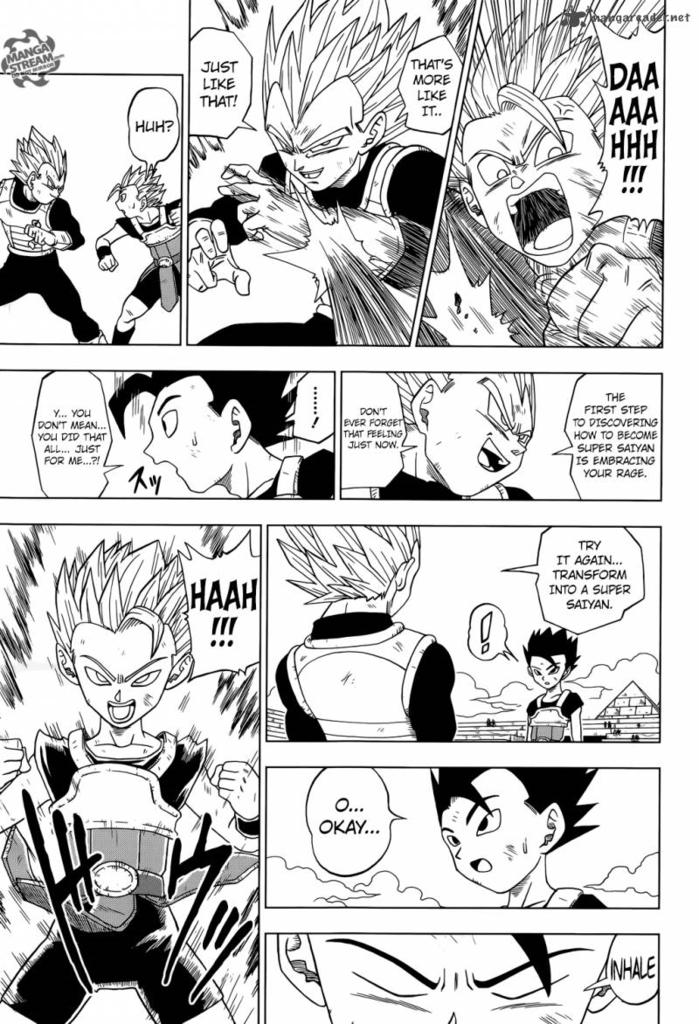 mangareader.net
MANGA
STREAM
DAA
AAA
HHH
!!!
THAT'S
MORE
LIKE
IT..
JUST
LIKE
THAT!
HUH?
THE
FIRST STEP
TO DISCOVERING
HOW TO BECOME
SUPER SAIYAN
IS EMBRACING
YOUR RAGE.
DON'T
EVER FORGET
THAT FEELING
JUST NOW.
......!
Y... YOU
DON'T MEAN...
YOU DID THAT
ALL... JUST
FOR ME...?!
スッ
TRY
IT AGAIN...
TRANSFORM
INTO A SUPER
SAIYAN.
!
O...
OKAY...
INHALE
HAAH
!!!